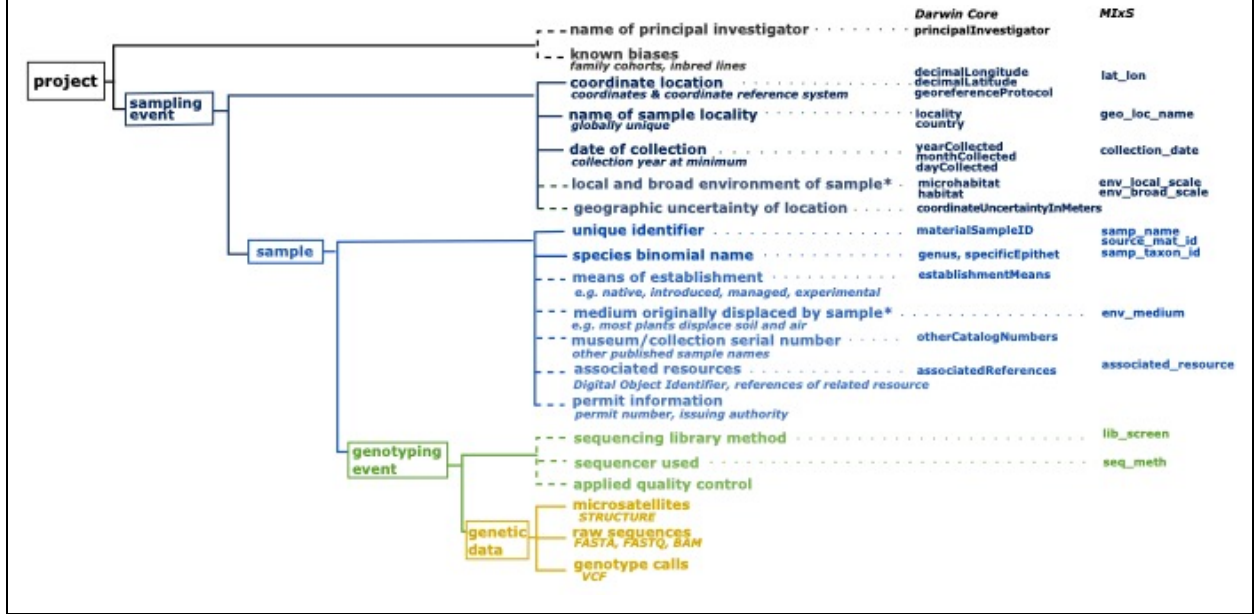 Darwin Core MIxS
name of principal investigator principalInvestigator
known biases
family cohorts, inbred lines
project
sampling event
coordinate location decimalLongitude decimalLatitude georeferenceProtocol lat_lon
coordinates & coordinate reference system
name of sample locality locality country geo_loc_name
globally unique
date of collection yearCollected monthCollected dayCollected collection_date
collection year at minimum
local and broad environment of sample* microhabitat habitat env_local_scale env_broad_scale
geographic uncertainty of location coordinateUncertaintyInMeters
sample
unique identifier materialSampleID samp_name source_mat_id
species binomial name genus, specificEpithet samp_taxon_id
means of establishment establishmentMeans
e.g. native, introduced, managed, experimental
medium originally displaced by sample* env_medium
e.g. most plants displace soil and air
museum/collection serial number otherCatalogNumbers
other published sample names
associated resources associatedReferences associated_resource
Digital Object Identifier, references of related resource
permit information
permit number, issuing authority
genotyping event
sequencing library method lib_screen
sequencer used seq_meth
applied quality control
genetic data
microsatellites
STRUCTURE
raw sequences
FASTA, FASTQ, BAM
genotype calls
VCF